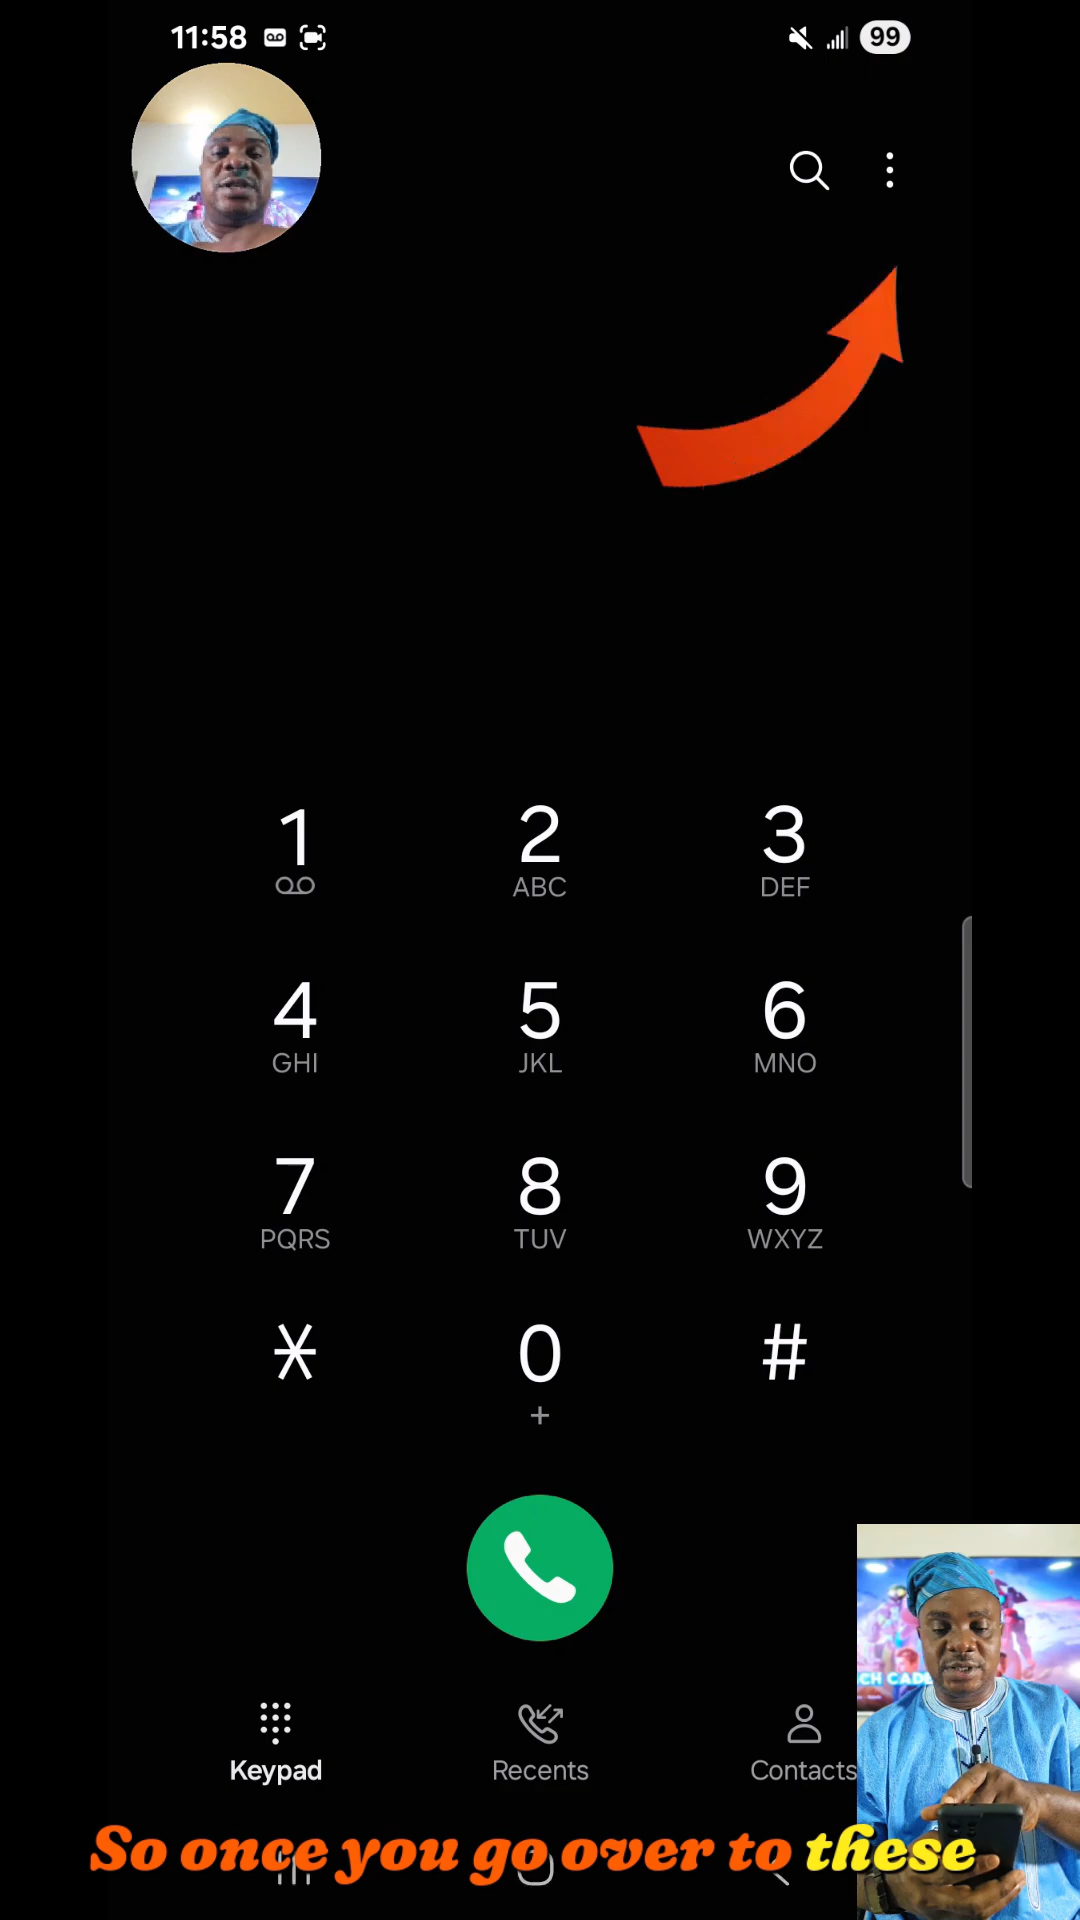 11:58
99
1
2
ABC
3
DEF
4
GHI
5
JKL
6
MNO
7
PQRS
8
TUV
9
WXYZ
*
0
+
#
Keypad
Recents
Contacts
So once you go over to these